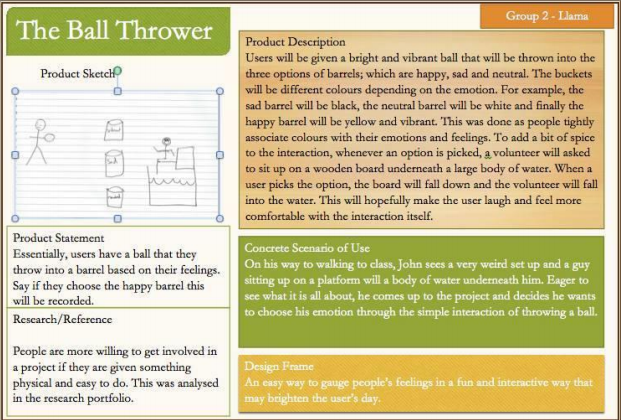 The Ball Thrower
Group 2 - Llama
Product Sketch
Product Statement
Essentially, users have a ball that they
throw into a barrel based on their feelings.
Say if they choose the happy barrel this
will be recorded.
Research/Reference
People are more willing to get involved in
a project if they are given something
physical and easy to do. This was analysed
in the research portfolio.
Product Description
Users will be given a bright and vibrant ball that will be thrown into the
three options of barrels; which are happy, sad and neutral. The buckets
will be different colours depending on the emotion. For example, the
sad barrel will be black, the neutral barrel will be white and finally the
happy barrel will be yellow and vibrant. This was done as people tightly
associate colours with their emotions and feelings. To add a bit of spice
to the interaction, whenever an option is picked, a volunteer will asked
to sit up on a wooden board underneath a large body of water. When a
user picks the option, the board will fall down and the volunteer will fall
into the water. This will hopefully make the user laugh and feel more
comfortable with the interaction itself.
Concrete Scenario of Use
On his way to walking to class, John sees a very weird set up and a guy
sitting up on a platform will a body of water underneath him. Eager to
see what it is all about, he comes up to the project and decides he wants
to choose his emotion through the simple interaction of throwing a ball.
Design Frame
An easy way to gauge people's feelings in a fun and interactive way that
may brighten the user's day.